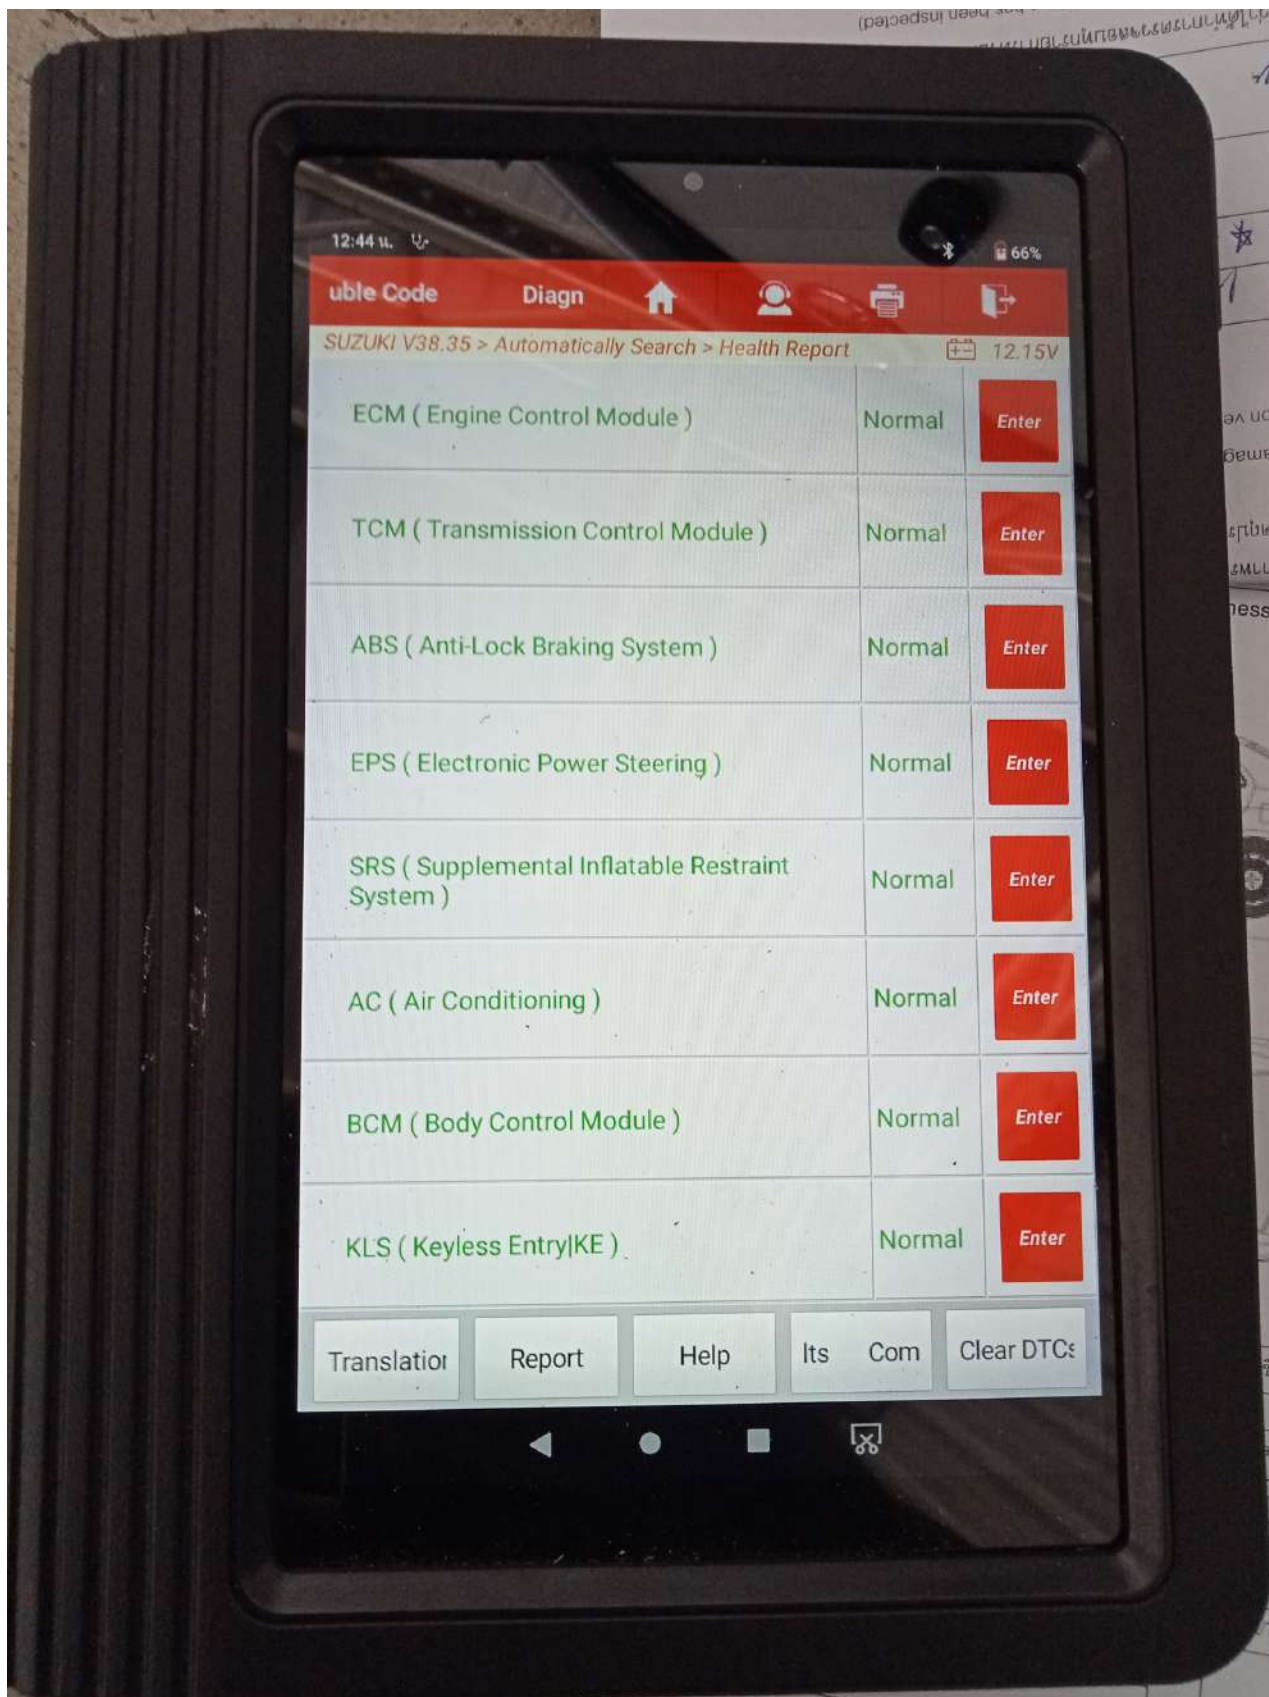 been inspected)
12:44 น.
66%
uble Code
Diagn
SUZUKI V38.35 > Automatically Search > Health Report
12.15V
ECM ( Engine Control Module )
Normal
Enter
TCM ( Transmission Control Module )
Normal
Enter
ABS ( Anti-Lock Braking System )
Normal
Enter
EPS ( Electronic Power Steering )
Normal
Enter
SRS ( Supplemental Inflatable Restraint
System )
Normal
Enter
AC ( Air Conditioning )
Normal
Enter
BCM ( Body Control Module )
Normal
Enter
KLS ( Keyless Entry|KE )
Normal
Enter
Translation
Report
Help
lts Com
Clear DTCs